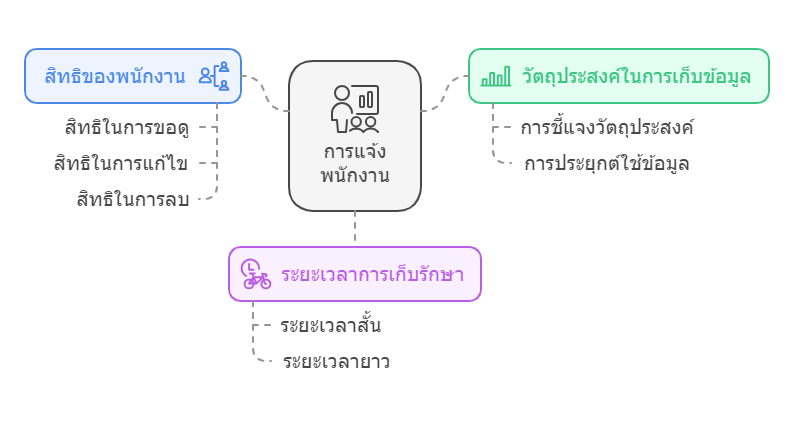 สิทธิของพนักงาน
สิทธิในการขอดู
สิทธิในการแก้ไข
สิทธิในการลบ
การแจ้ง
พนักงาน
วัตถุประสงค์ในการเก็บข้อมูล
การชี้แจงวัตถุประสงค์
การประยุกต์ใช้ข้อมูล
ระยะเวลาการเก็บรักษา
ระยะเวลาสั้น
ระยะเวลายาว